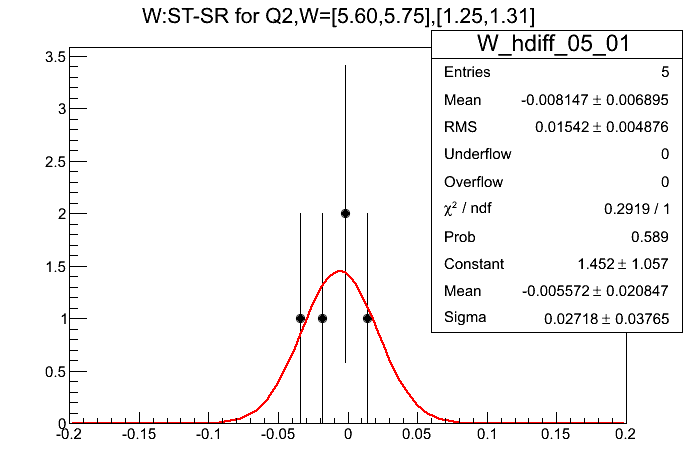 W:ST-SR for Q2,W=[5.60,5.75],[1.25,1.31]
W_hdiff_05_01
Entries 5
Mean -0.008147 ± 0.006895
RMS 0.01542 ± 0.004876
Underflow 0
Overflow 0
χ² / ndf 0.2919 / 1
Prob 0.589
Constant 1.452 ± 1.057
Mean -0.005572 ± 0.020847
Sigma 0.02718 ± 0.03765
3.5
3
2.5
2
1.5
1
0.5
0
-0.2 -0.15 -0.1 -0.05 0 0.05 0.1 0.15 0.2